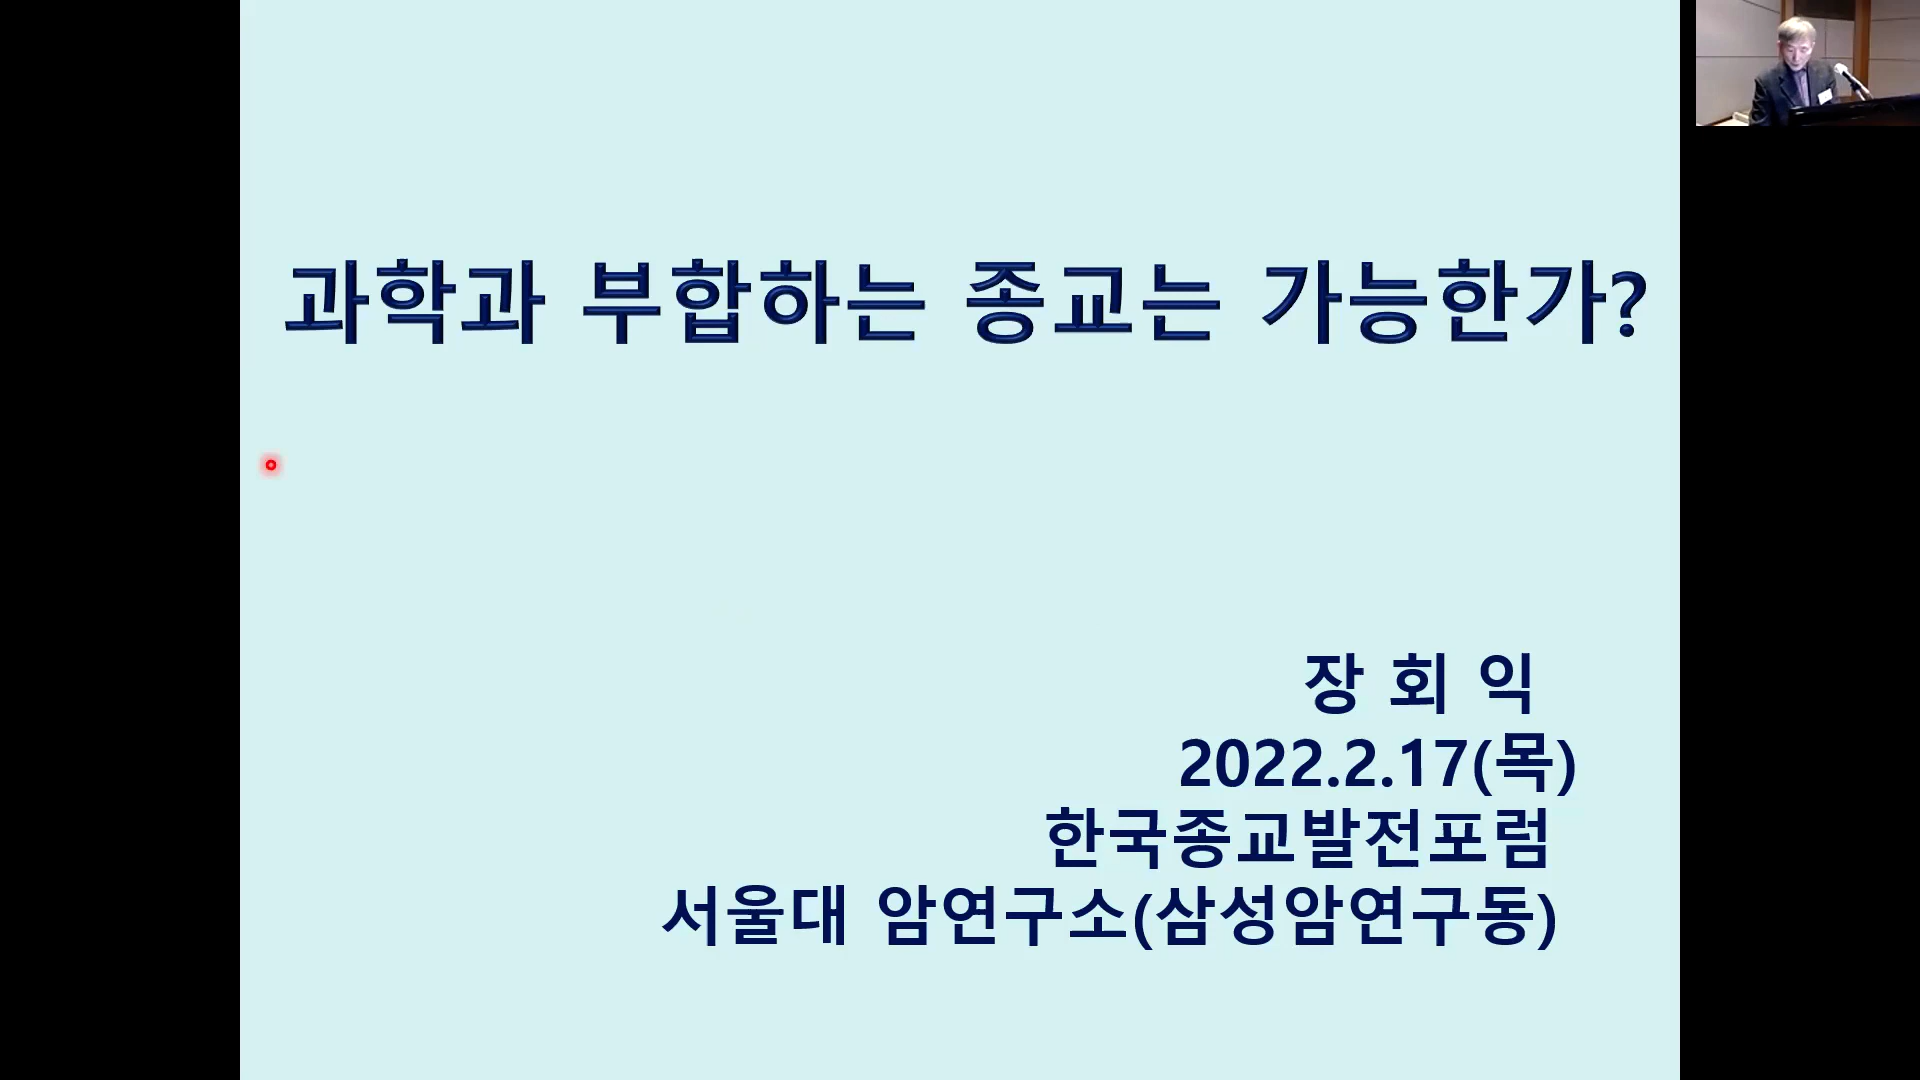 과학과 부합하는 종교는 가능한가?
장 회 익
2022.2.17(목)
한국종교발전포럼
서울대 암연구소(삼성암연구동)